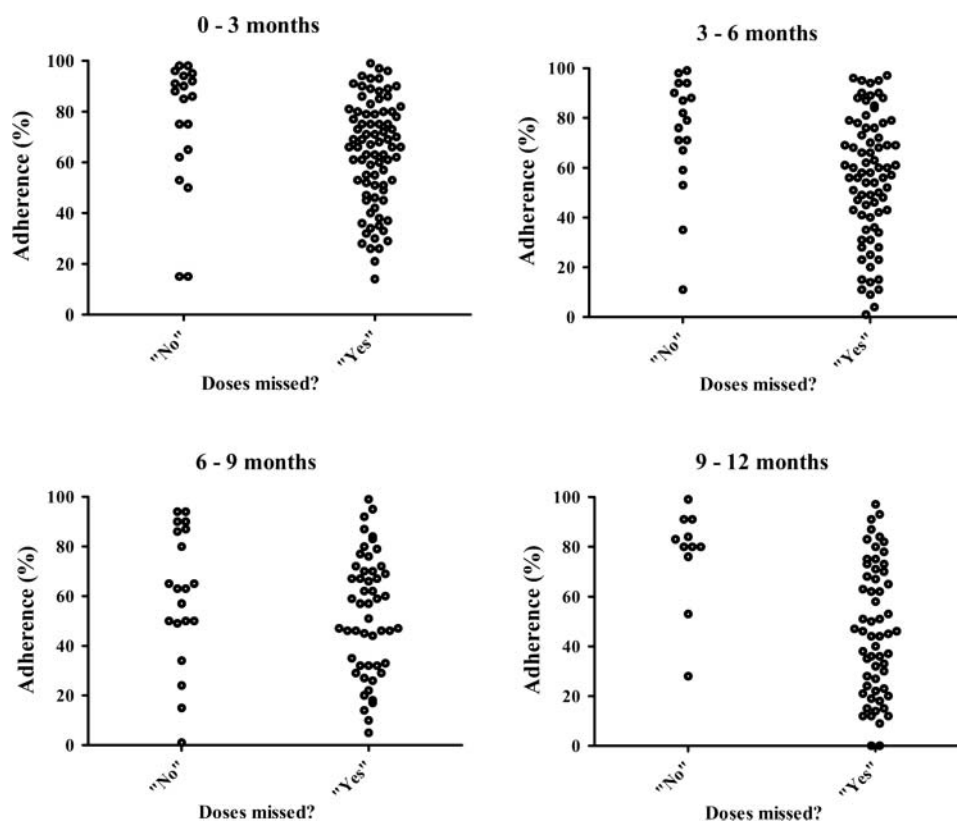 0 - 3 months
Adherence (%)
100
80
60
40
20
0
"No"
"Yes"
Doses missed?
3 - 6 months
Adherence (%)
100
80
60
40
20
0
"No"
"Yes"
Doses missed?
6 - 9 months
Adherence (%)
100
80
60
40
20
0
"No"
"Yes"
Doses missed?
9 - 12 months
Adherence (%)
100
80
60
40
20
0
"No"
"Yes"
Doses missed?